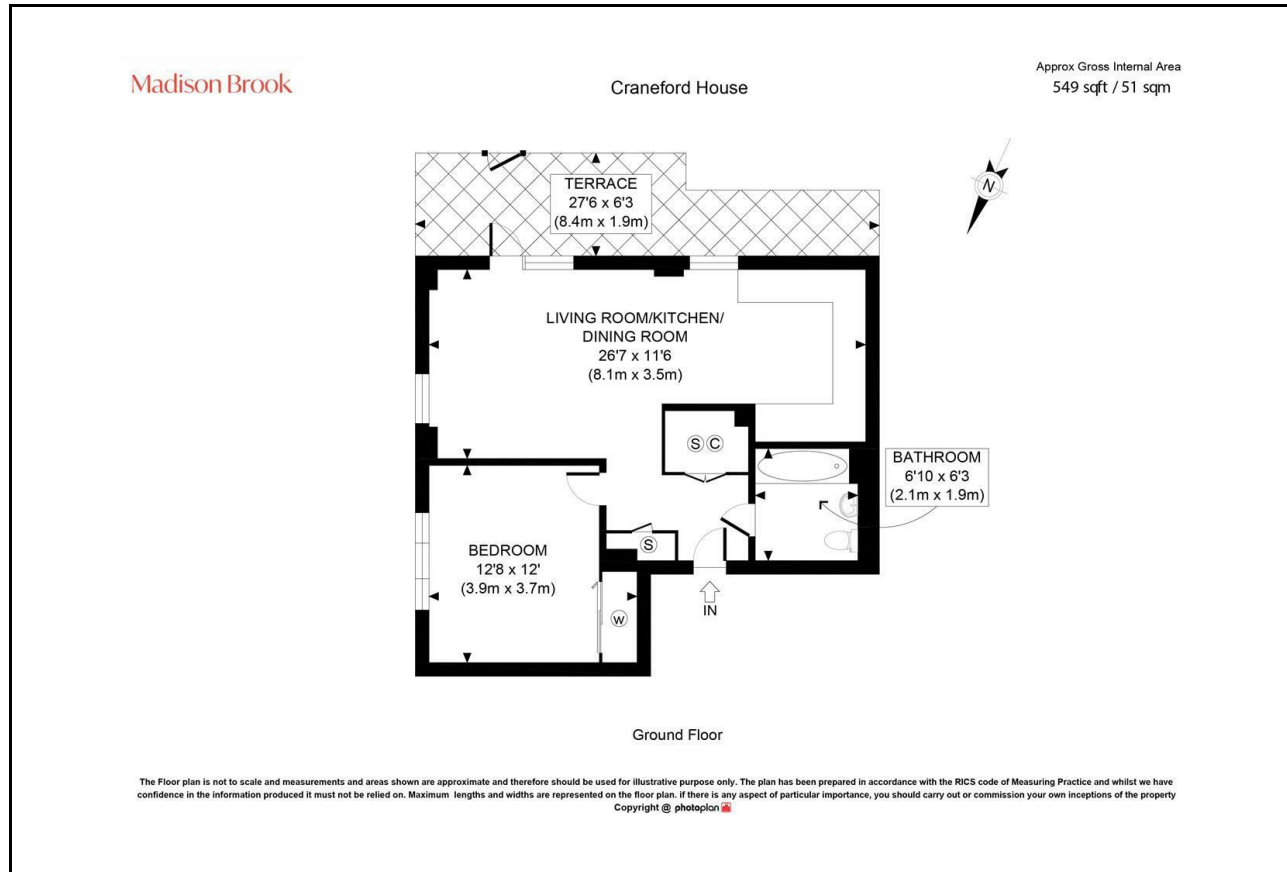 Madison Brook
Craneford House
Approx Gross Internal Area
549 sqft / 51 sqm
TERRACE
27'6 x 6'3
(8.4m x 1.9m)
N
LIVING ROOM/KITCHEN/
DINING ROOM
26'7 x 11'6
(8.1m x 3.5m)
S C
BATHROOM
6'10 x 6'3
(2.1m x 1.9m)
S
BEDROOM
12'8 x 12'
(3.9m x 3.7m)
W
IN
Ground Floor
The Floor plan is not to scale and measurements and areas shown are approximate and therefore should be used for illustrative purpose only. The plan has been prepared in accordance with the RICS code of Measuring Practice and whilst we have
confidence in the information produced it must not be relied on. Maximum lengths and widths are represented on the floor plan. if there is any aspect of particular importance, you should carry out or commission your own inceptions of the property
Copyright @ photoplan